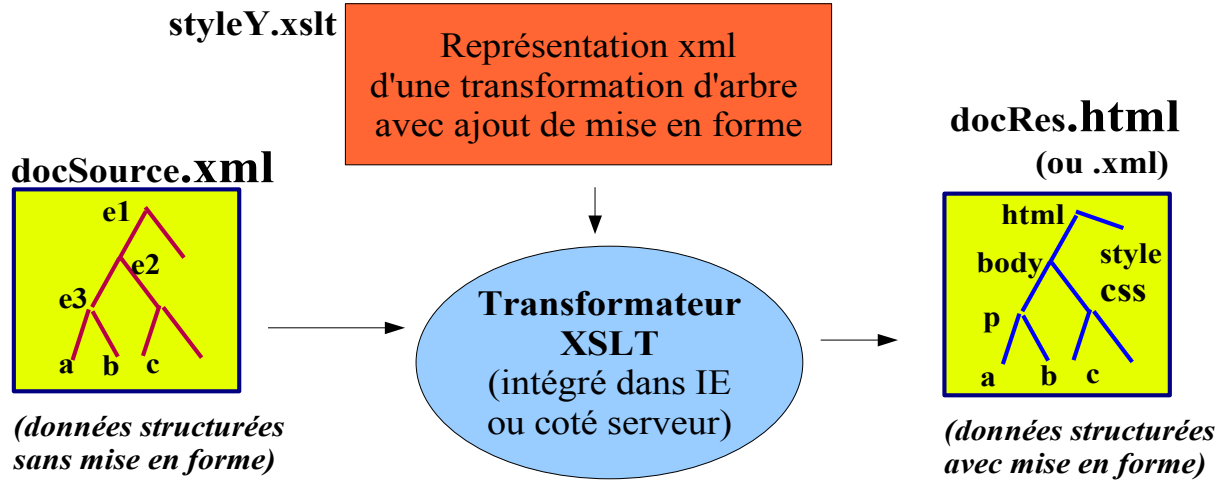 styleY.xslt
Représentation xml
d'une transformation d'arbre
avec ajout de mise en forme
docSource.xml
e1
e2
e3
a b c
(données structurées
sans mise en forme)
Transformateur
XSLT
(intégré dans IE
ou coté serveur)
docRes.html
(ou .xml)
html
style
body
css
p
a b c
(données structurées
avec mise en forme)